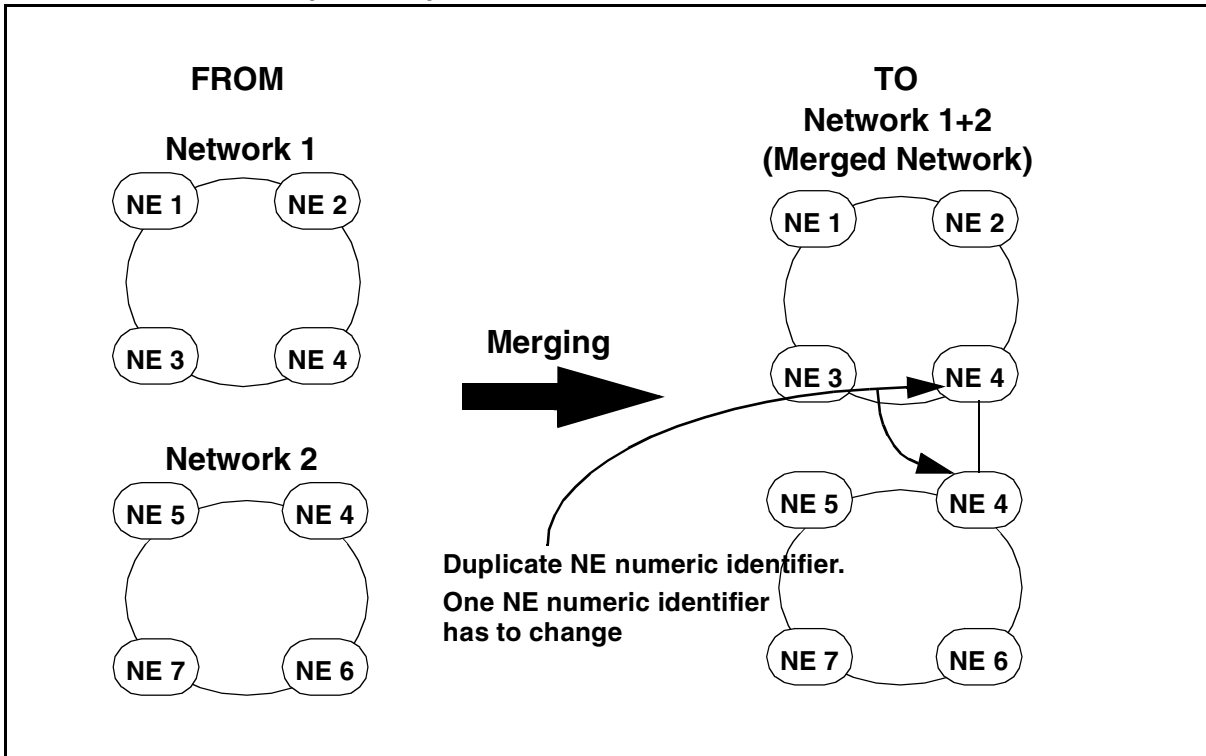 FROM
Network 1
NE 1
NE 2
NE 3
NE 4
Network 2
NE 5
NE 4
NE 7
NE 6
Merging
TO
Network 1+2
(Merged Network)
NE 1
NE 2
NE 3
NE 4
NE 5
NE 4
NE 7
NE 6
Duplicate NE numeric identifier.
One NE numeric identifier
has to change